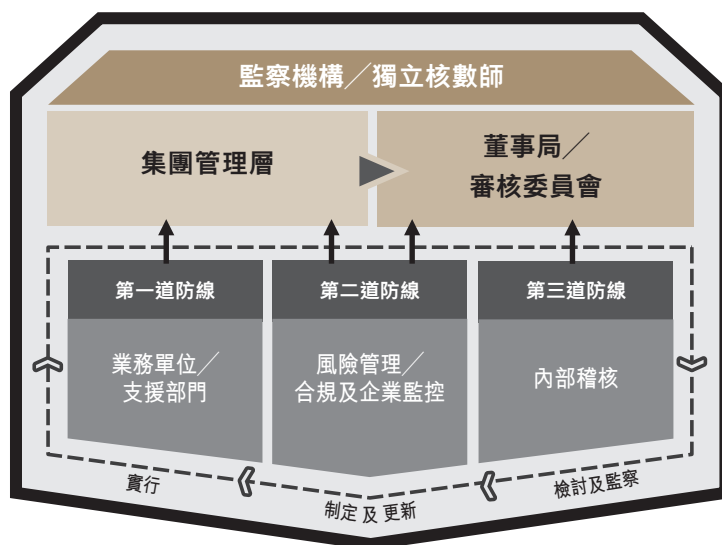 監察機構╱獨立核數師
集團管理層
董事局╱
審核委員會
第一道防線
第二道防線
第三道防線
業務單位╱
支援部門
風險管理╱
合規及企業監控
內部稽核
實行
制定及更新
檢討及監察